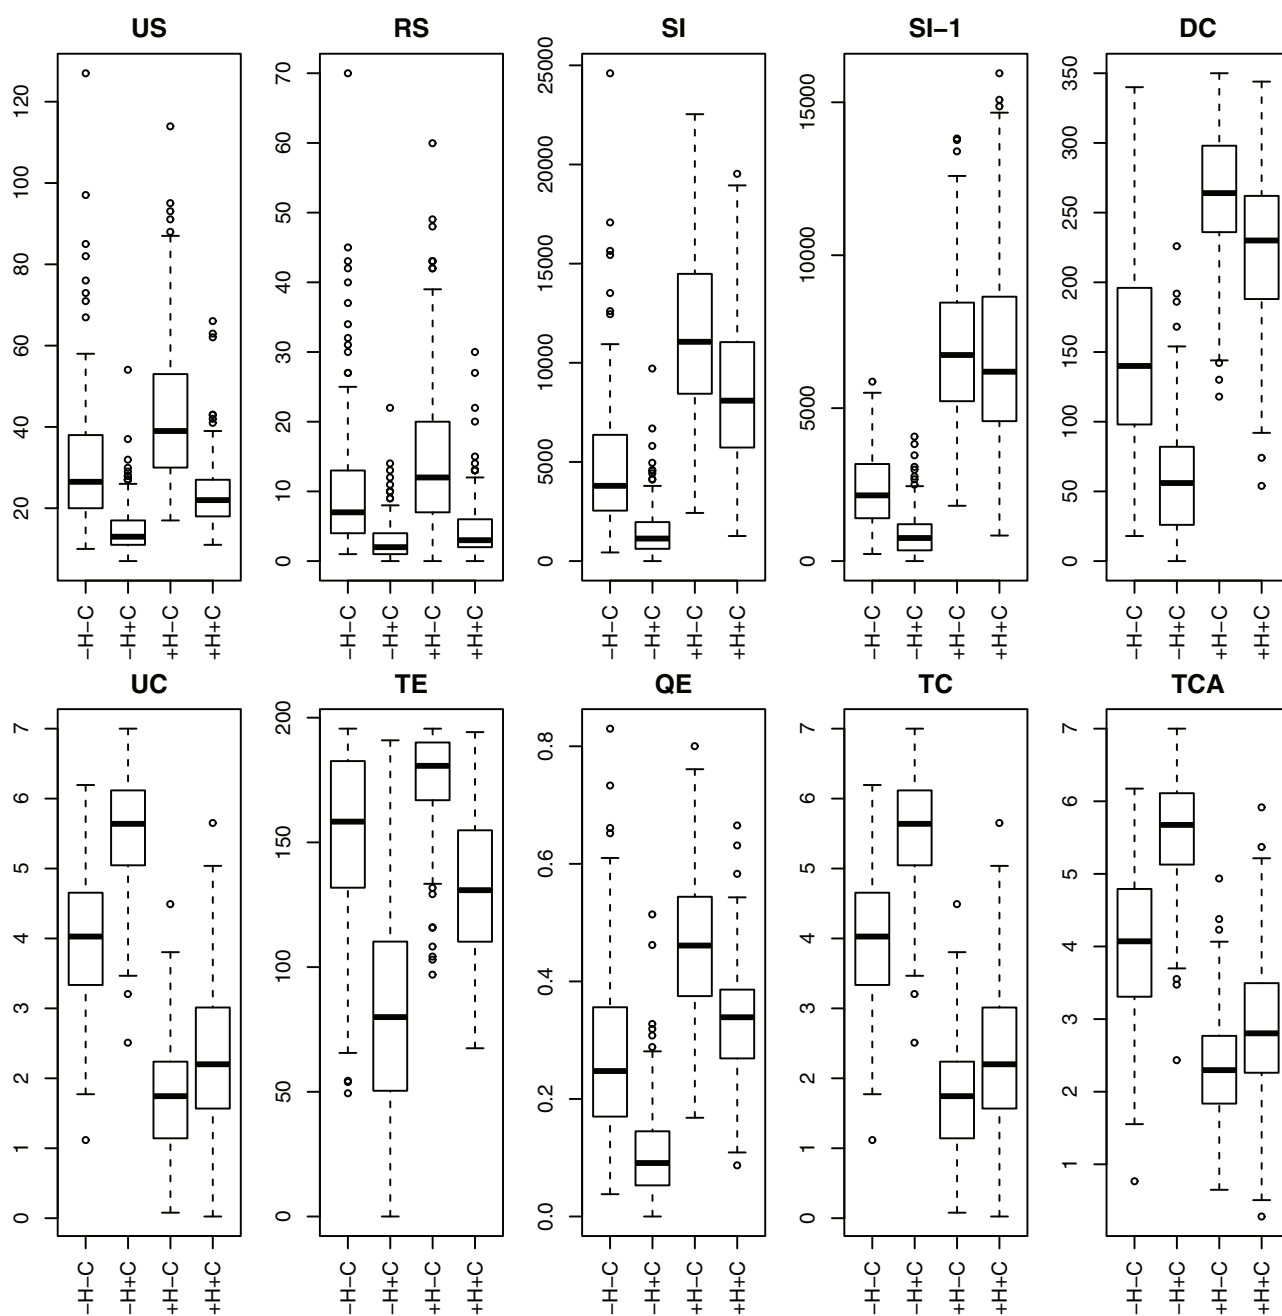 US RS SI SI−1 DC
20 40 60 80 100 120
0 10 20 30 40 50 60 70
0 5000 10000 15000 20000 25000
0 5000 10000 15000
0 50 100 150 200 250 300 350
−H−C −H+C +H−C +H+C
−H−C −H+C +H−C +H+C
−H−C −H+C +H−C +H+C
−H−C −H+C +H−C +H+C
−H−C −H+C +H−C +H+C
UC TE QE TC TCA
0 1 2 3 4 5 6 7
0 50 100 150 200
0.0 0.2 0.4 0.6 0.8
0 1 2 3 4 5 6 7
1 2 3 4 5 6 7
−H−C −H+C +H−C +H+C
−H−C −H+C +H−C +H+C
−H−C −H+C +H−C +H+C
−H−C −H+C +H−C +H+C
−H−C −H+C +H−C +H+C